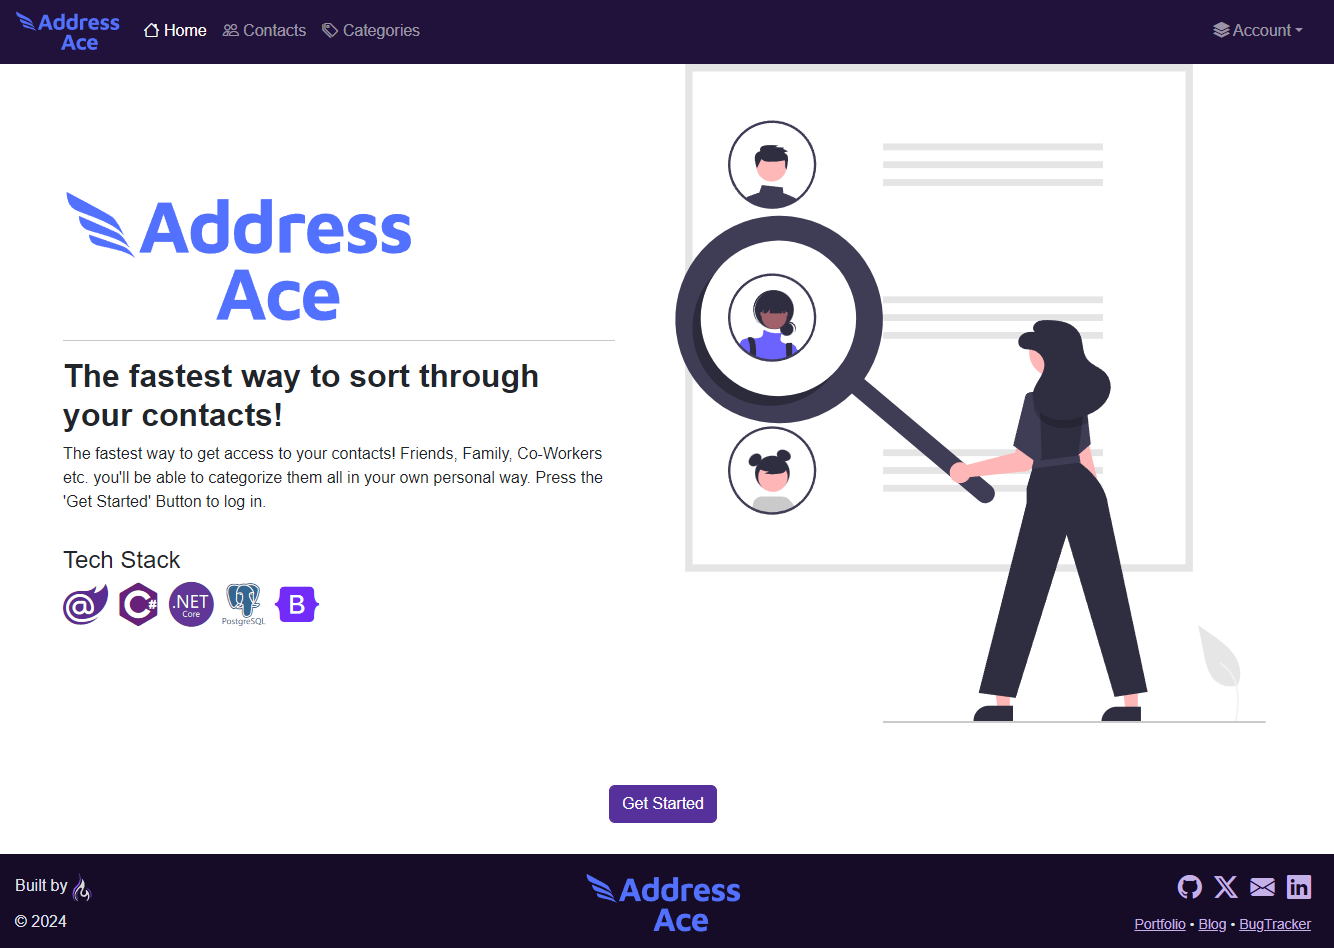 Address
Ace
Home
Contacts
Categories
Account
Address
Ace
The fastest way to sort through
your contacts!
The fastest way to get access to your contacts! Friends, Family, Co-Workers
etc. you'll be able to categorize them all in your own personal way. Press the
'Get Started' Button to log in.
Tech Stack
@
C#
.NET
Core
PostgreSQL
B
Get Started
Built by
© 2024
Address
Ace
X
in
Portfolio • Blog • BugTracker